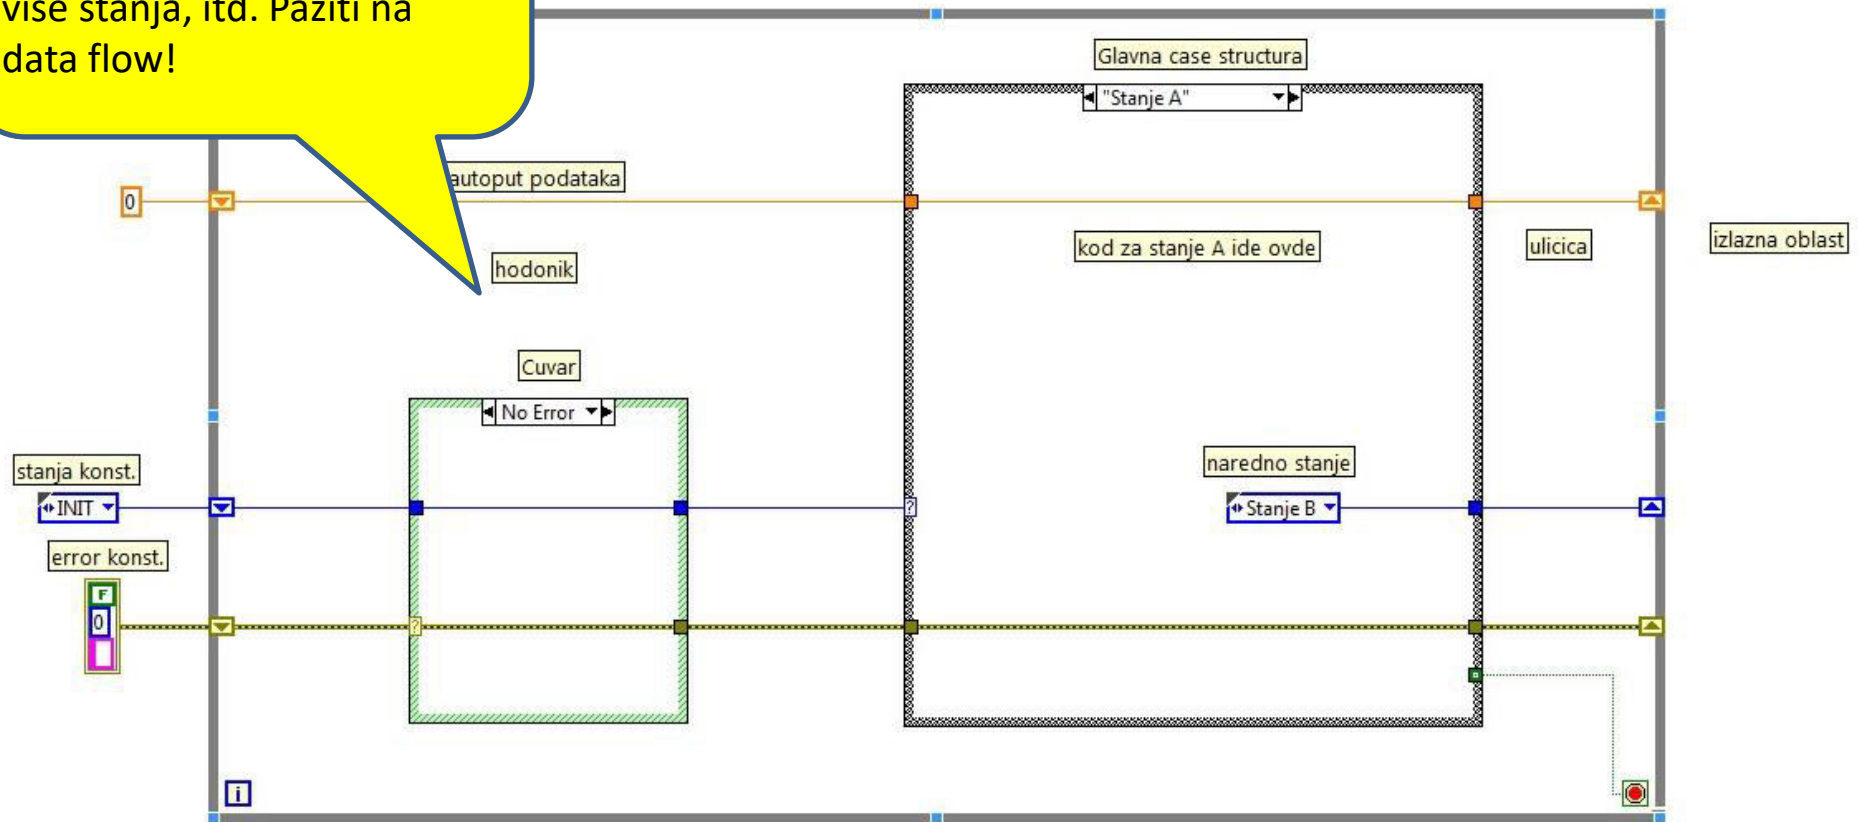 više stanja, itd. Paziti na
data flow!
Glavna case structura
"Stanje A"
autoput podataka
0
kod za stanje A ide ovde
ulicica
izlazna oblast
hodonik
Cuvar
No Error
stanja konst.
INIT
naredno stanje
Stanje B
?
error konst.
F
0
?
i